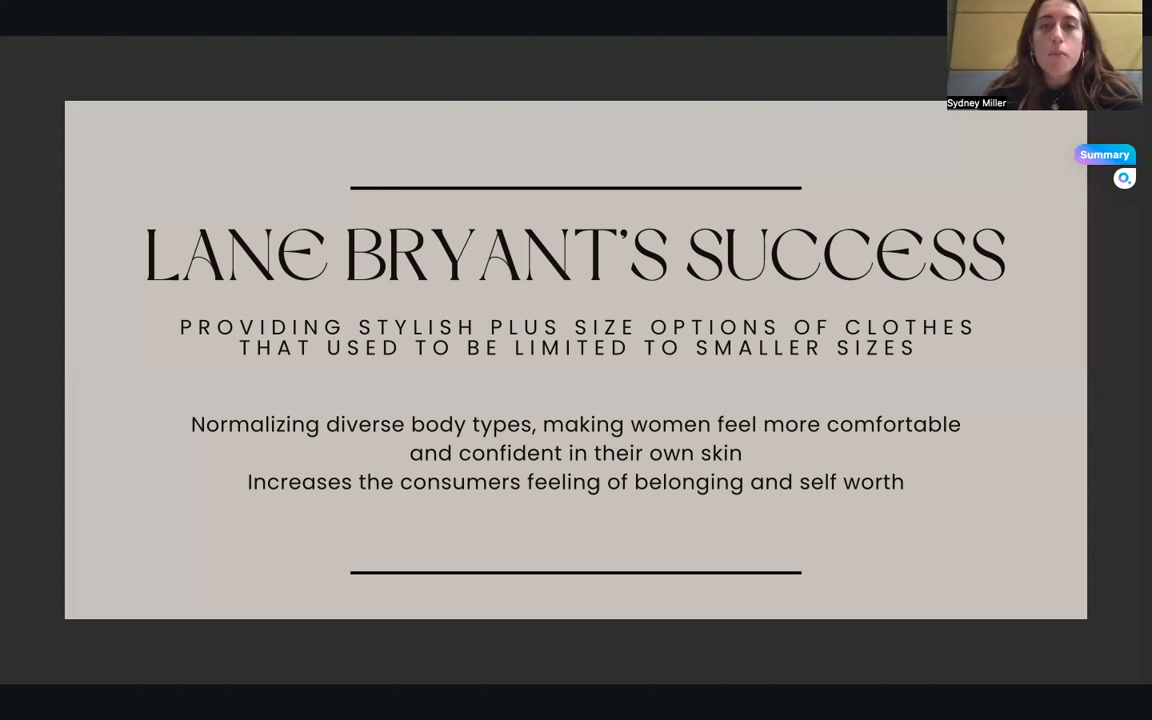 Sydney Miller
Summary
LANE BRYANT'S SUCCESS
PROVIDING STYLISH PLUS SIZE OPTIONS OF CLOTHES
THAT USED TO BE LIMITED TO SMALLER SIZES
Normalizing diverse body types, making women feel more comfortable
and confident in their own skin
Increases the consumers feeling of belonging and self worth